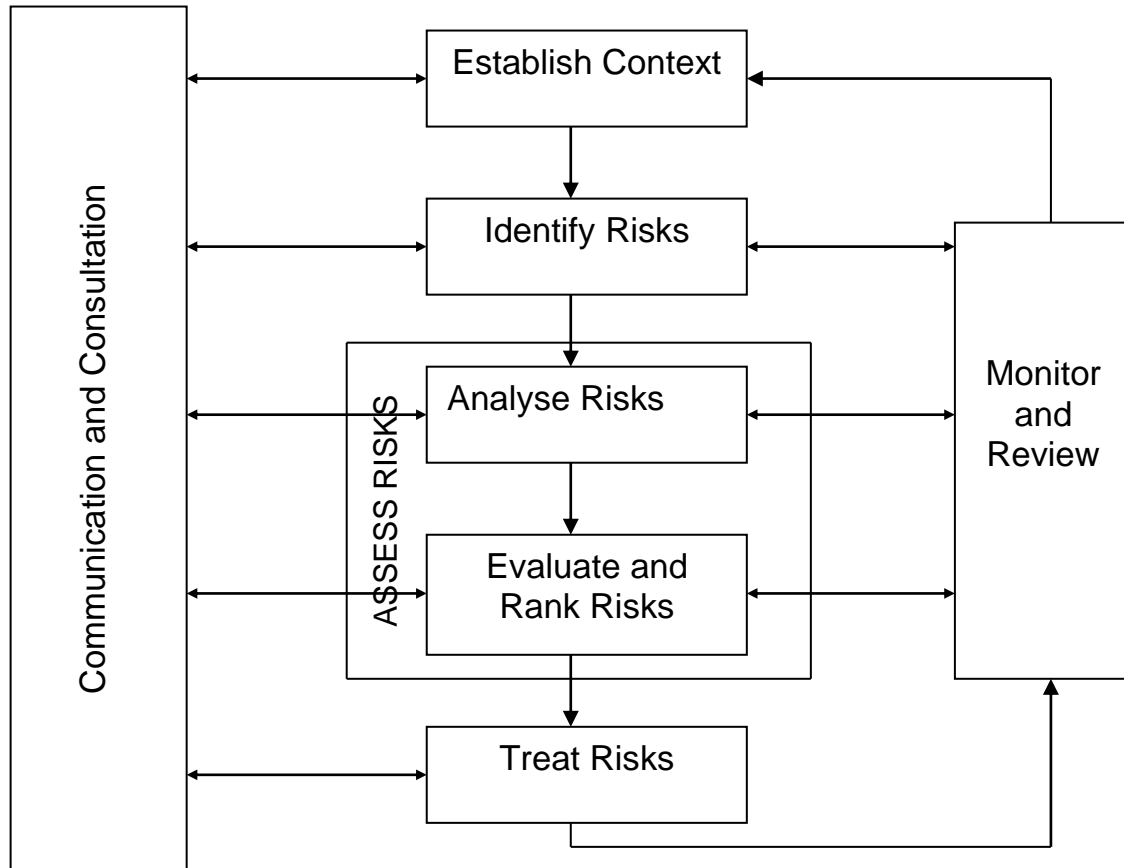 Communication and Consultation
Establish Context
Identify Risks
ASSESS RISKS
Analyse Risks
Evaluate and
Rank Risks
Treat Risks
Monitor
and
Review